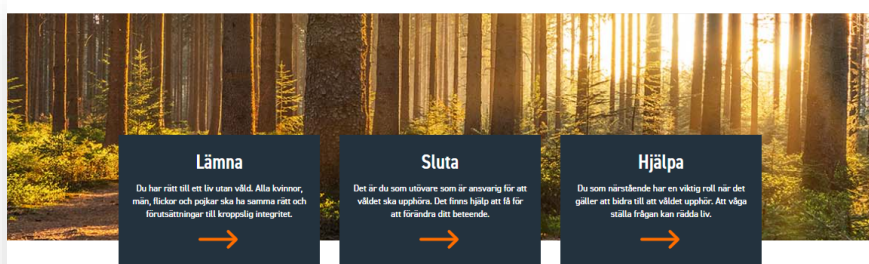 Lämna
Du har rätt till ett liv utan våld. Alla kvinnor,
män, flickor och pojkar ska ha samma rätt och
förutsättningar till kroppslig integritet.
Sluta
Det är du som utövare som är ansvarig för att
våldet ska upphöra. Det finns hjälp att få för
att förändra ditt beteende.
Hjälpa
Du som närstående har en viktig roll när det
gäller att bidra till att våldet upphör. Att våga
ställa frågan kan rädda liv.